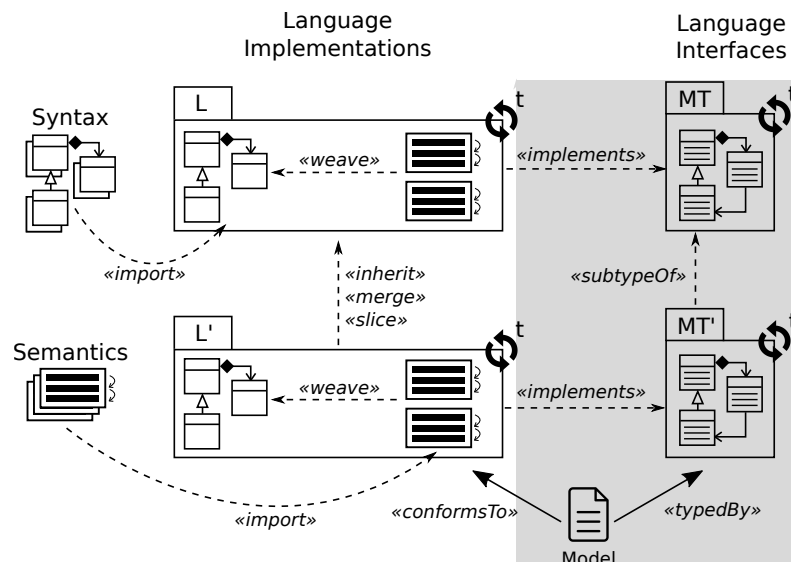 Language
Implementations
Language
Interfaces
L
t
MT
t
Syntax
«weave»
«implements»
«import»
«inherit»
«merge»
«slice»
«subtypeOf»
L'
t
MT'
t
Semantics
«weave»
«implements»
«import»
«conformsTo»
«typedBy»
Model